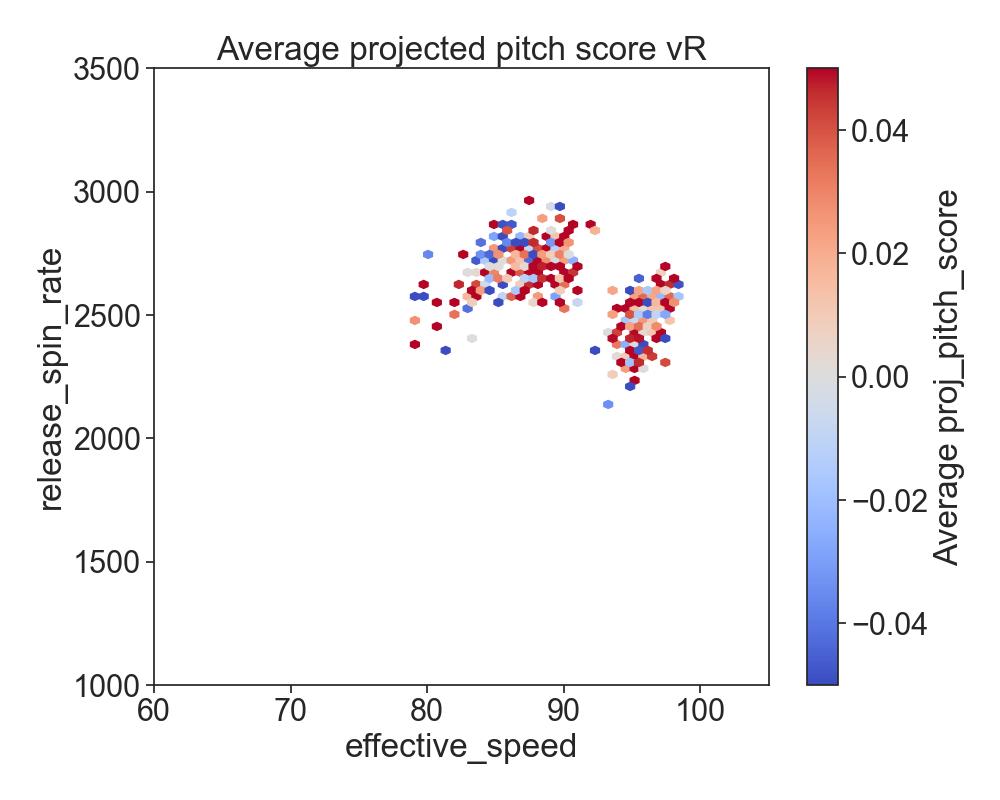 Average projected pitch score vR
3500
3000
2500
2000
1500
1000
release_spin_rate
60 70 80 90 100
effective_speed
0.04
0.02
0.00
−0.02
−0.04
Average proj_pitch_score